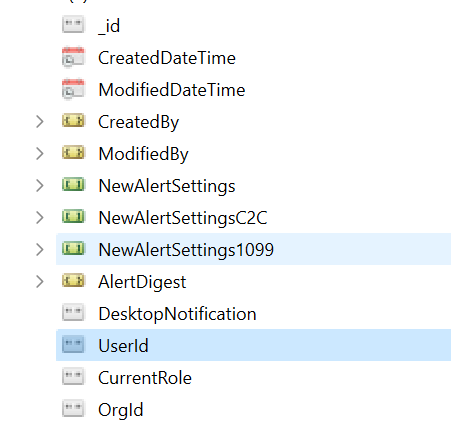 _id
CreatedDateTime
ModifiedDateTime
CreatedBy
ModifiedBy
NewAlertSettings
NewAlertSettingsC2C
NewAlertSettings1099
AlertDigest
DesktopNotification
UserId
CurrentRole
OrgId